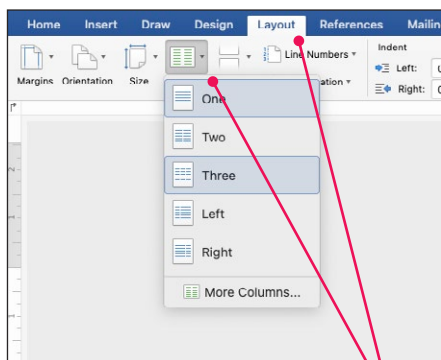 Home Insert Draw Design Layout References Mailin
Margins Orientation Size Line Numbers Indent
Left:
ation Right:
One
Two
Three
Left
Right
More Columns...